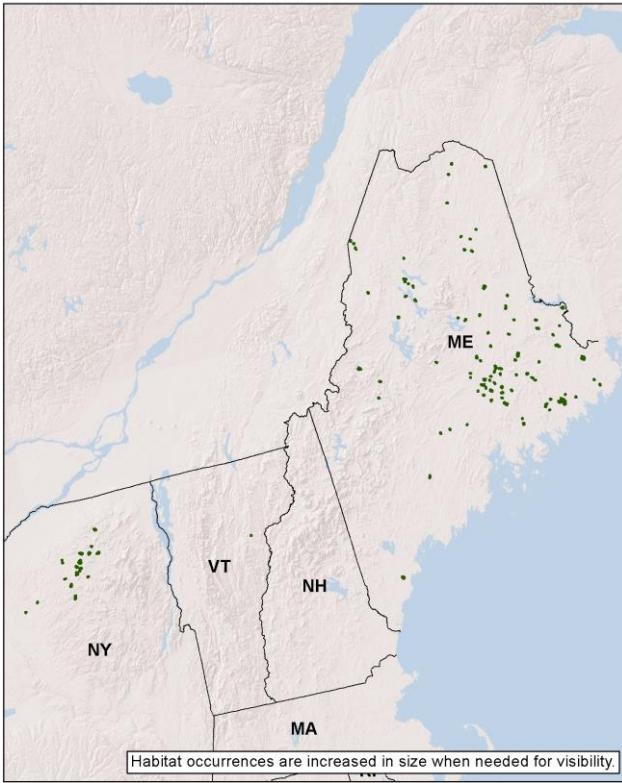 ME
VT
NH
NY
MA
Habitat occurrences are increased in size when needed for visibility.